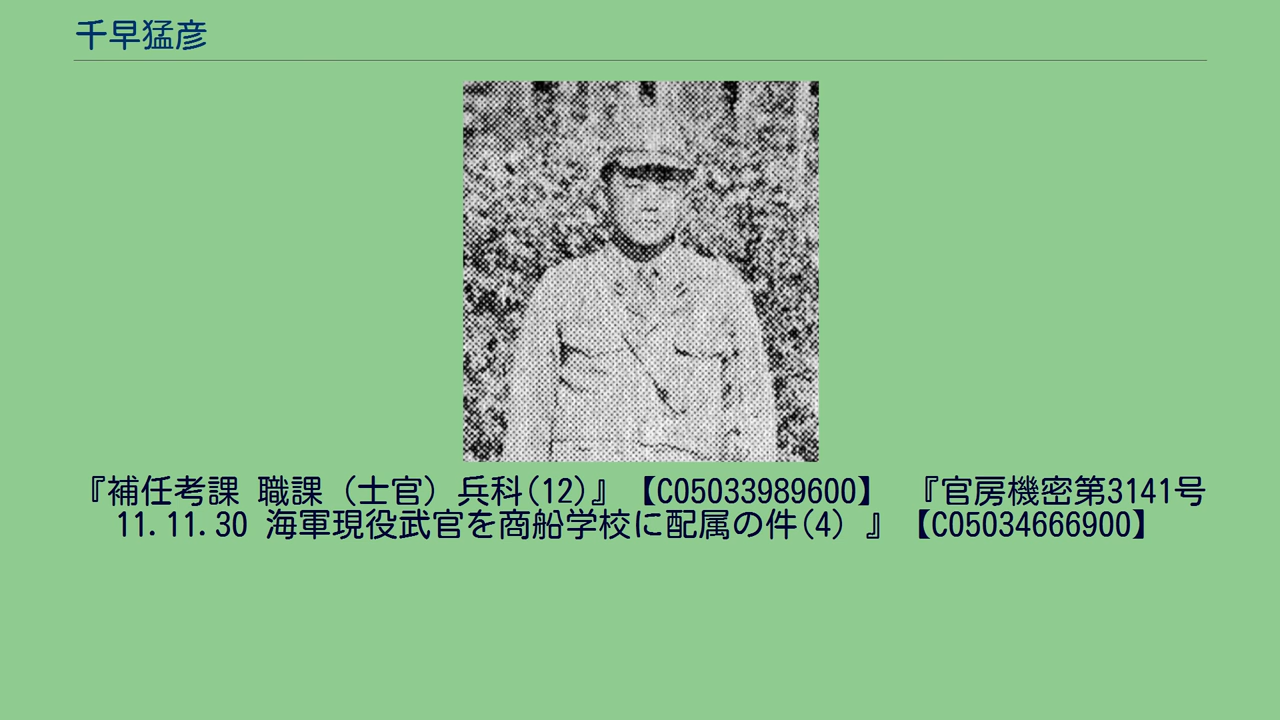 千早猛彦
『補任考課 職課（士官）兵科(12)』【C05033989600】 『官房機密第3141号
11.11.30 海軍現役武官を商船学校に配属の件(4) 』【C05034666900】